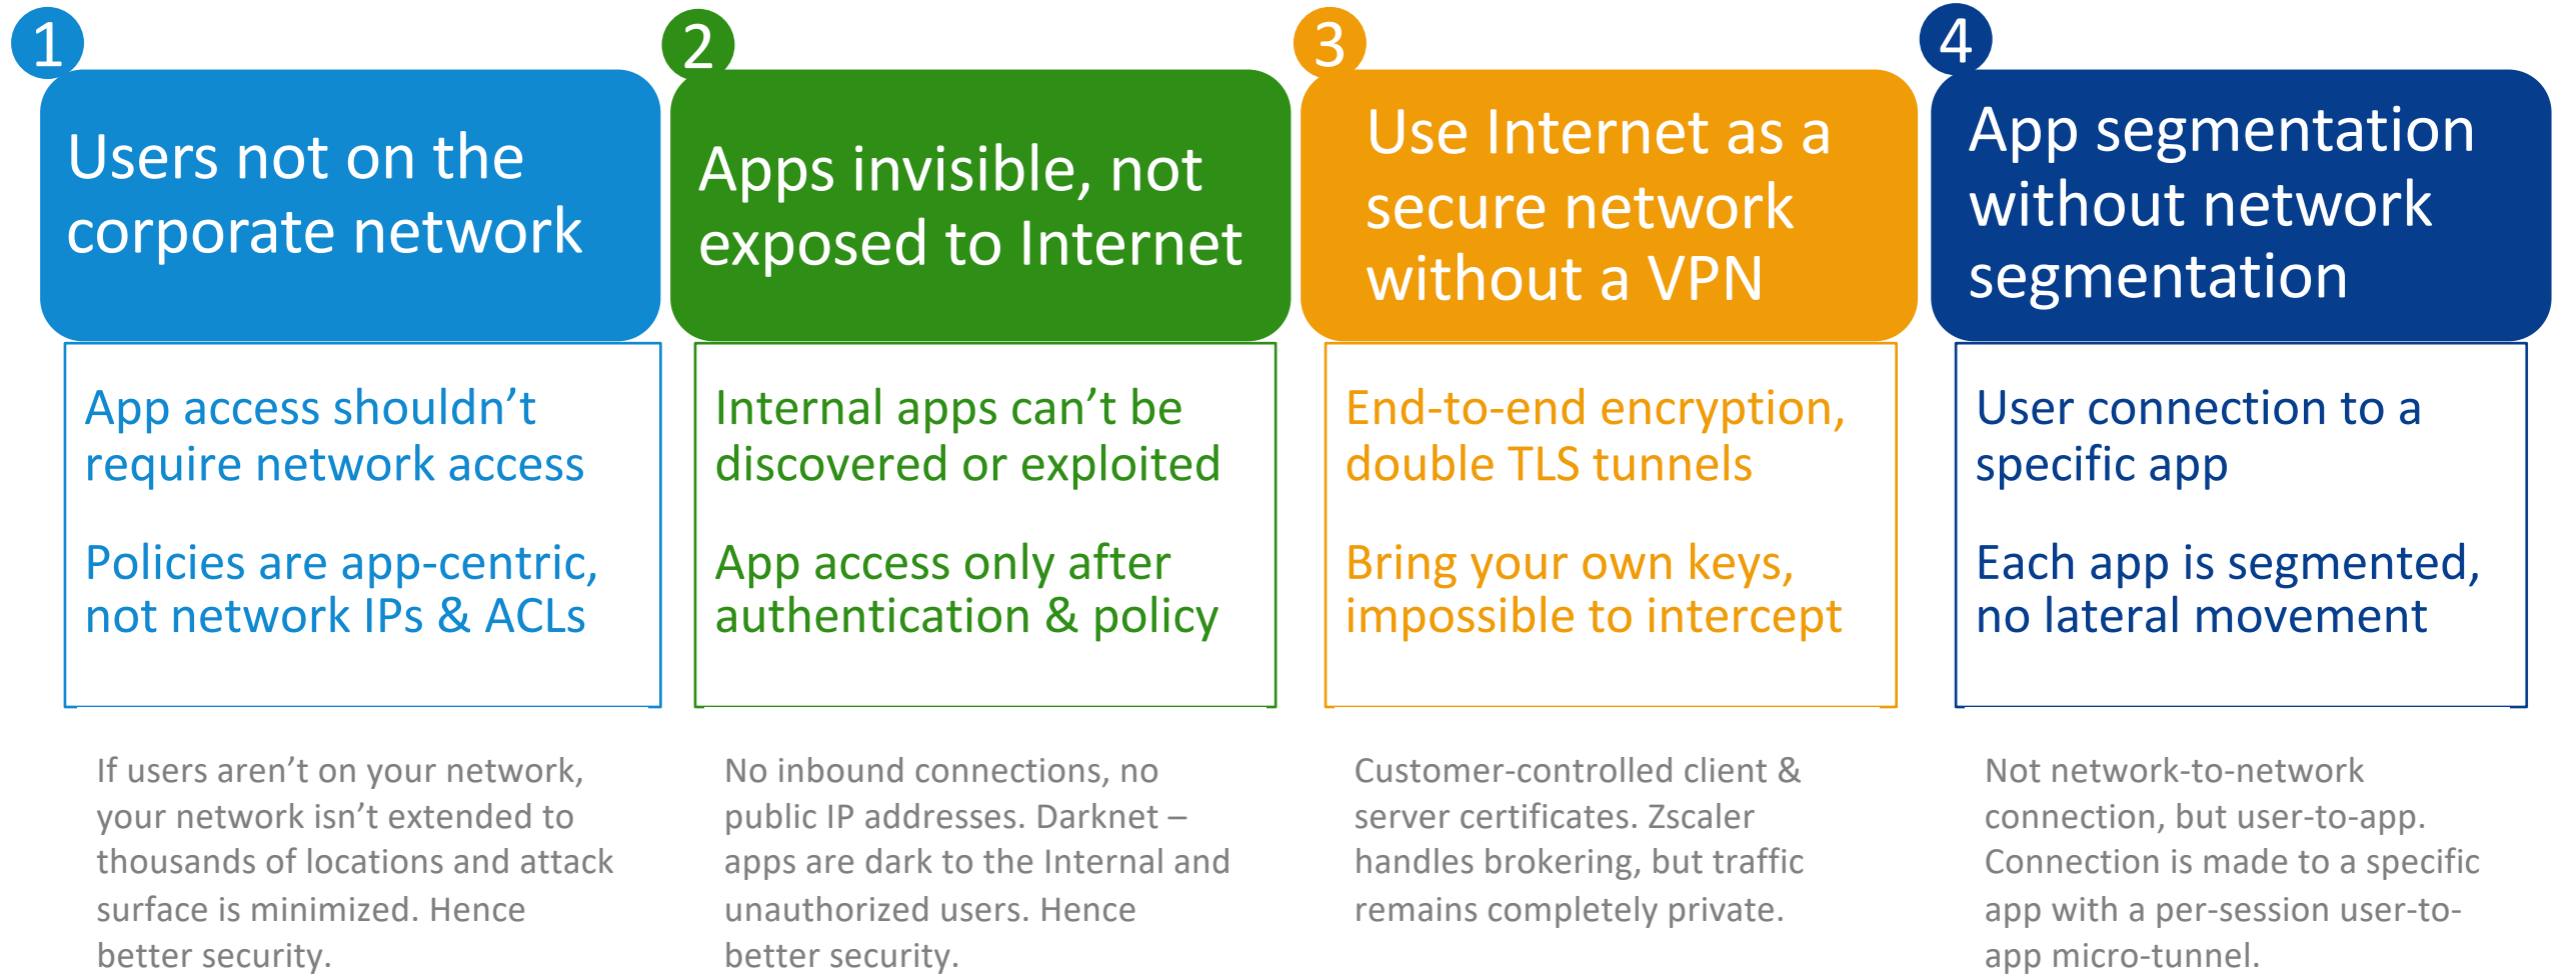 1
Users not on the
corporate network
App access shouldn’t
require network access
Policies are app-centric,
not network IPs & ACLs
If users aren’t on your network,
your network isn’t extended to
thousands of locations and attack
surface is minimized. Hence
better security.
2
Apps invisible, not
exposed to Internet
Internal apps can’t be
discovered or exploited
App access only after
authentication & policy
No inbound connections, no
public IP addresses. Darknet –
apps are dark to the Internal and
unauthorized users. Hence
better security.
3
Use Internet as a
secure network
without a VPN
End-to-end encryption,
double TLS tunnels
Bring your own keys,
impossible to intercept
Customer-controlled client &
server certificates. Zscaler
handles brokering, but traffic
remains completely private.
4
App segmentation
without network
segmentation
User connection to a
specific app
Each app is segmented,
no lateral movement
Not network-to-network
connection, but user-to-app.
Connection is made to a specific
app with a per-session user-to-
app micro-tunnel.